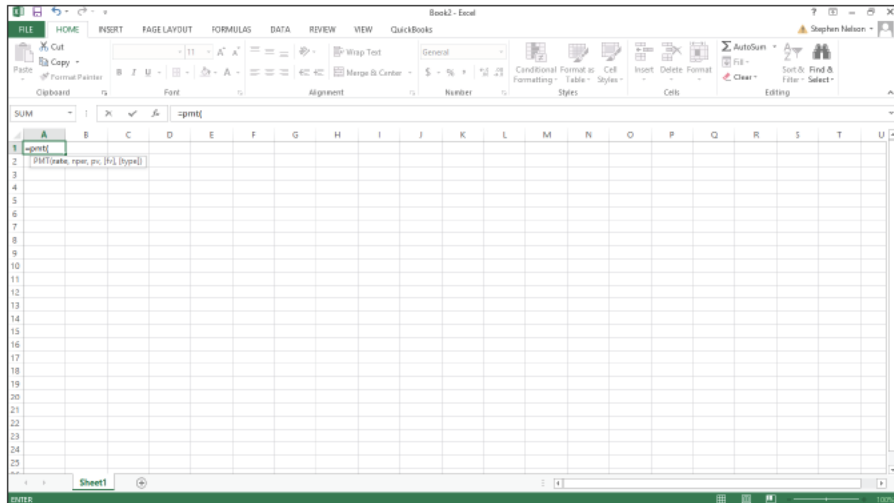 Book2 - Excel
FILE HOME INSERT PAGE LAYOUT FORMULAS DATA REVIEW VIEW QuickBooks Stephen Nelson
Cut
Copy
Format Painter
Paste
Clipboard
11
B I U
Font
Wrap Text
Merge & Center
Alignment
General
$ % ,
Number
Conditional Formatting
Format as Table
Cell Styles
Styles
Insert Delete Format
Cells
AutoSum
Fill
Clear
Sort & Filter
Find & Select
Editing
SUM fx =pmt(
A B C D E F G H I J K L M N O P Q R S T U
1 =pmt(
2 PMT(rate, nper, pv, [fv], [type])
3
4
5
6
7
8
9
10
11
12
13
14
15
16
17
18
19
20
21
22
23
24
25
Sheet1
ENTER 100%